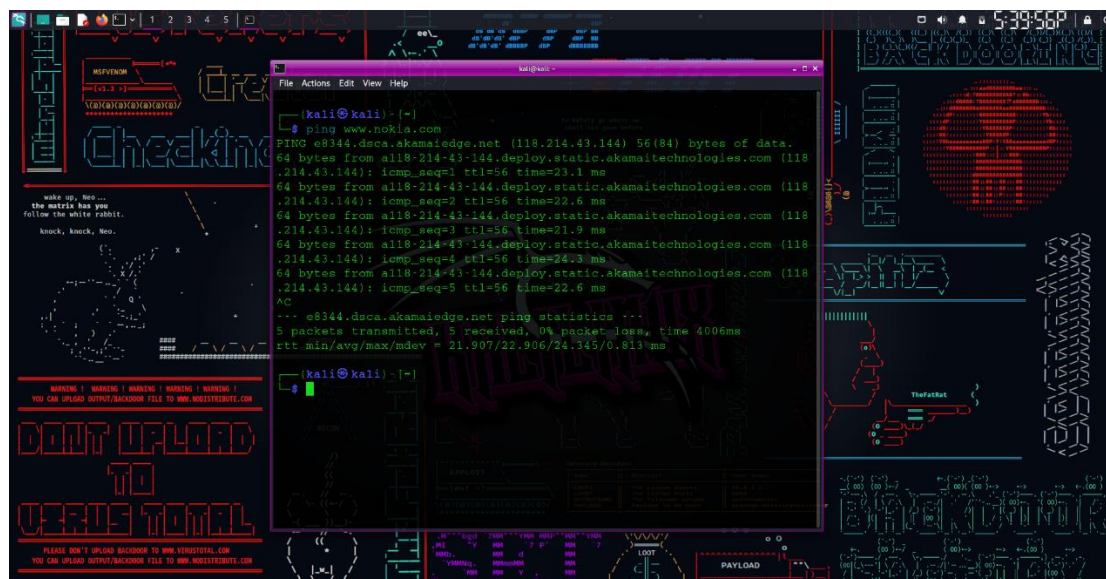 1 2 3 4 5
5:39:56P
MSFVENOM
Checking
wake up, Neo...
the matrix has you
follow the white rabbit.
knock, knock, Neo.
WARNING ! WARNING ! WARNING ! WARNING ! WARNING !
YOU CAN UPLOAD OUTPUT/BACKDOOR FILE TO WWW.NODISTRIBUTE.COM
DONT UPLOAD
TO
VIRUS TOTAL
PLEASE DON'T UPLOAD BACKDOOR TO WWW.VIRUSTOTAL.COM
YOU CAN UPLOAD OUTPUT/BACKDOOR FILE TO WWW.NODISTRIBUTE.COM
kali@kali: ~
File Actions Edit View Help
(kali㉿kali)-[~]
$ ping www.nokia.com
PING e8344.dsca.akamaiedge.net (118.214.43.144) 56(84) bytes of data.
64 bytes from a118-214-43-144.deploy.static.akamaitechnologies.com (118
.214.43.144): icmp_seq=1 ttl=56 time=23.1 ms
64 bytes from a118-214-43-144.deploy.static.akamaitechnologies.com (118
.214.43.144): icmp_seq=2 ttl=56 time=22.6 ms
64 bytes from a118-214-43-144.deploy.static.akamaitechnologies.com (118
.214.43.144): icmp_seq=3 ttl=56 time=21.9 ms
64 bytes from a118-214-43-144.deploy.static.akamaitechnologies.com (118
.214.43.144): icmp_seq=4 ttl=56 time=24.3 ms
64 bytes from a118-214-43-144.deploy.static.akamaitechnologies.com (118
.214.43.144): icmp_seq=5 ttl=56 time=22.6 ms
^C
--- e8344.dsca.akamaiedge.net ping statistics ---
5 packets transmitted, 5 received, 0% packet loss, time 4006ms
rtt min/avg/max/mdev = 21.907/22.906/24.345/0.813 ms
(kali㉿kali)-[~]
$
TheFatRat
BACKDOOR
LOOT
PAYLOAD